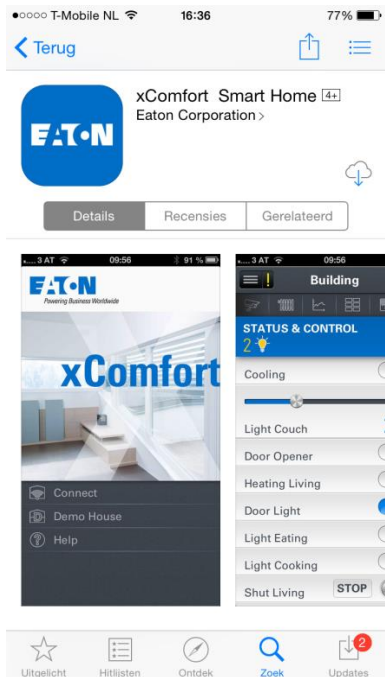 T-Mobile NL 16:36 77%
Terug
xComfort Smart Home 4+
Eaton Corporation >
EATON
Details Recensies Gerelateerd
3 AT 09:56 91 %
EATON
Powering Business Worldwide
xComfort
Connect
Demo House
Help
3 AT 09:56
Building
STATUS & CONTROL
2
Cooling
Light Couch
Door Opener
Heating Living
Door Light
Light Eating
Light Cooking
Shut Living STOP
Uitgelicht Hitlijsten Ontdek Zoek Updates
2